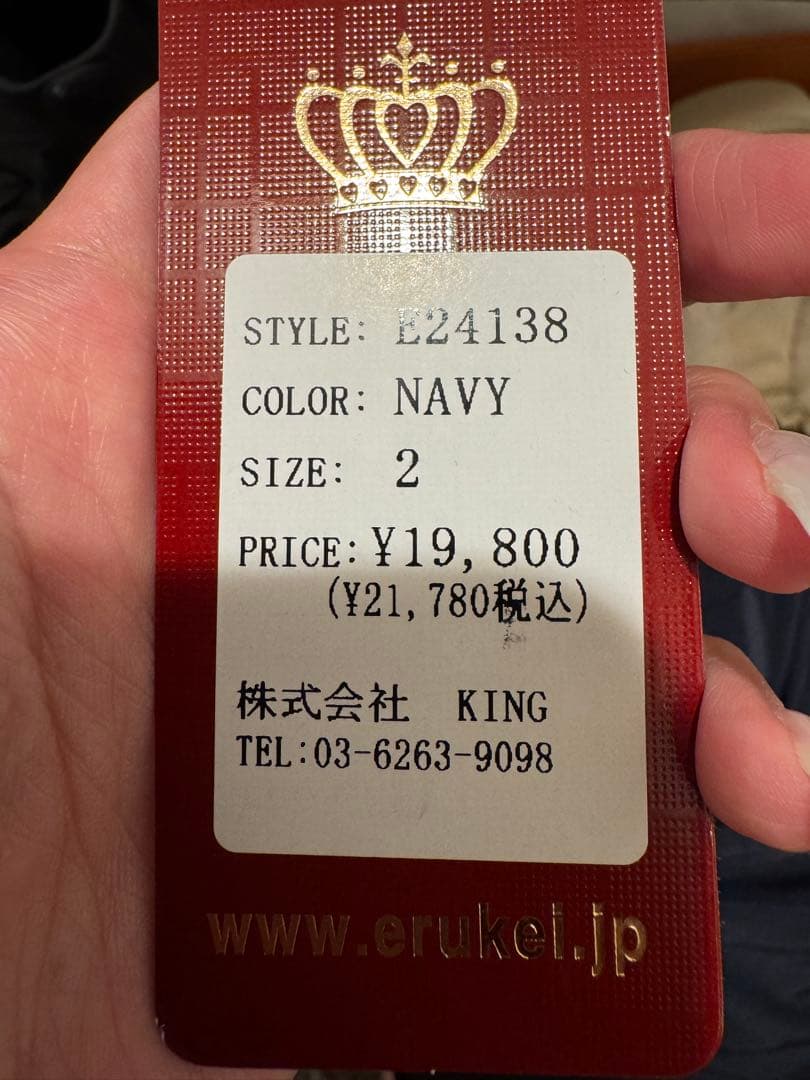 STYLE: E24138
COLOR: NAVY
SIZE: 2
PRICE: ¥19,800
(¥21,780税込)
株式会社 KING
TEL:03-6263-9098
www.erukei.jp